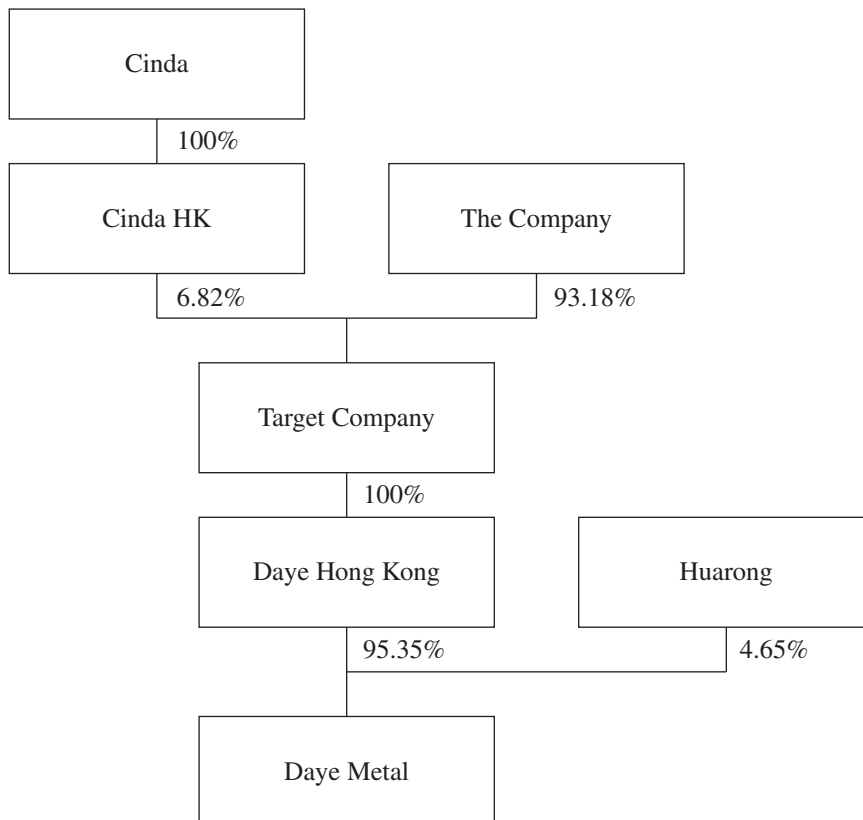 Cinda
100%
Cinda HK
The Company
6.82%
93.18%
Target Company
100%
Daye Hong Kong
Huarong
95.35%
4.65%
Daye Metal